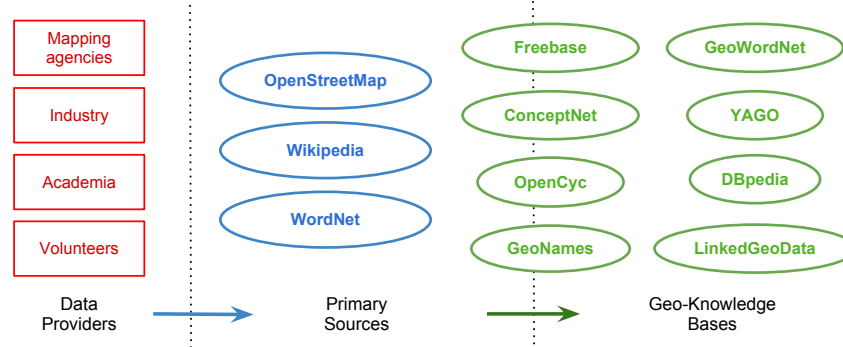 Mapping
agencies
Industry
Academia
Volunteers
OpenStreetMap
Wikipedia
WordNet
Freebase
ConceptNet
OpenCyc
GeoNames
GeoWordNet
YAGO
DBpedia
LinkedGeoData
Data
Providers
Primary
Sources
Geo-Knowledge
Bases